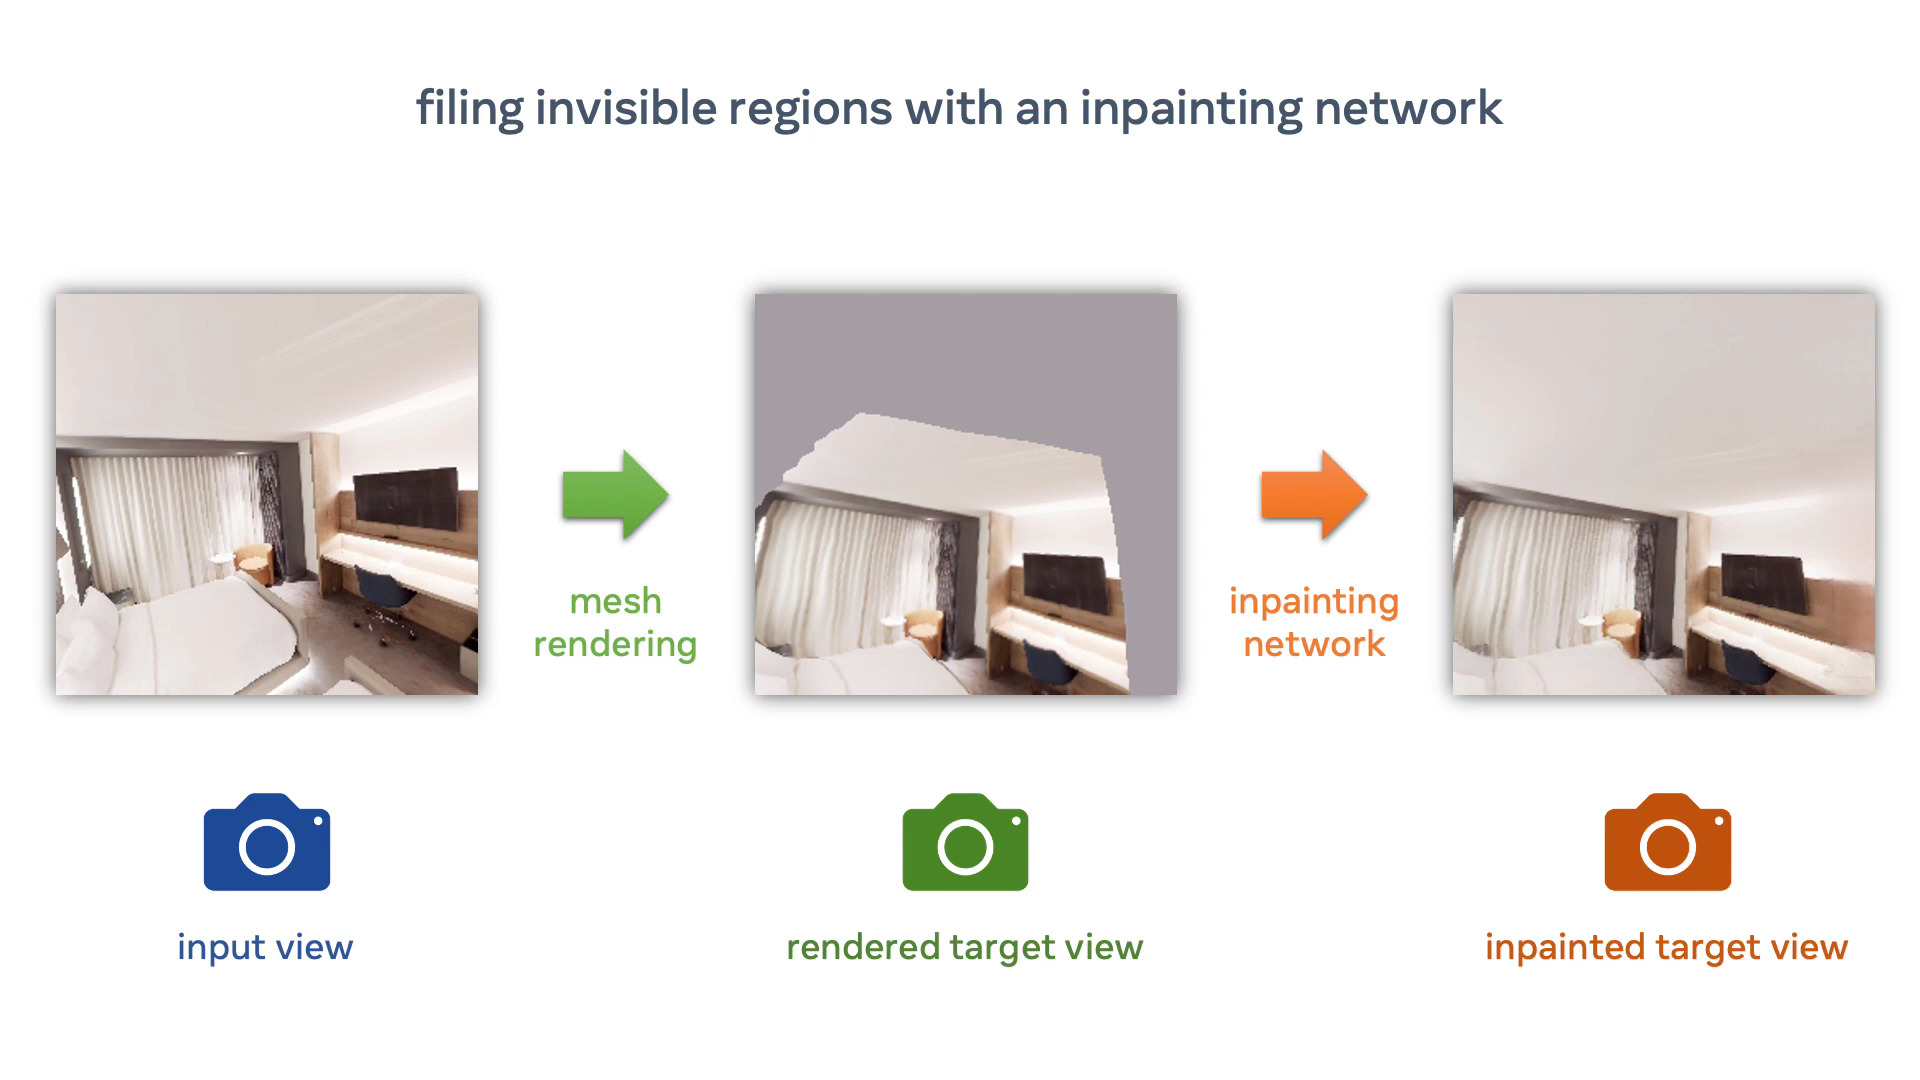 filing invisible regions with an inpainting network
mesh
rendering
inpainting
network
input view
rendered target view
inpainted target view